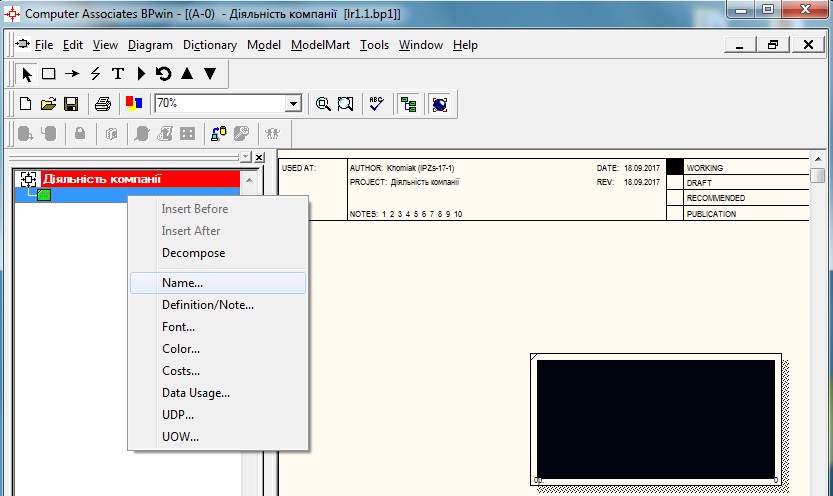 Computer Associates BPwin - [(A-0)  - Діяльність компанії  [lr1.1.bp1]]
File Edit View Diagram Dictionary Model ModelMart Tools Window Help
T
70%
ABC
Діяльність компанії
USED AT: AUTHOR: Khomiak (IPZs-17-1) DATE: 18.09.2017 WORKING
PROJECT: Діяльність компанії REV: 18.09.2017 DRAFT
RECOMMENDED
NOTES: 1 2 3 4 5 6 7 8 9 10 PUBLICATION
Insert Before
Insert After
Decompose
Name...
Definition/Note...
Font...
Color...
Costs...
Data Usage...
UDP...
UOW...
0р. 0